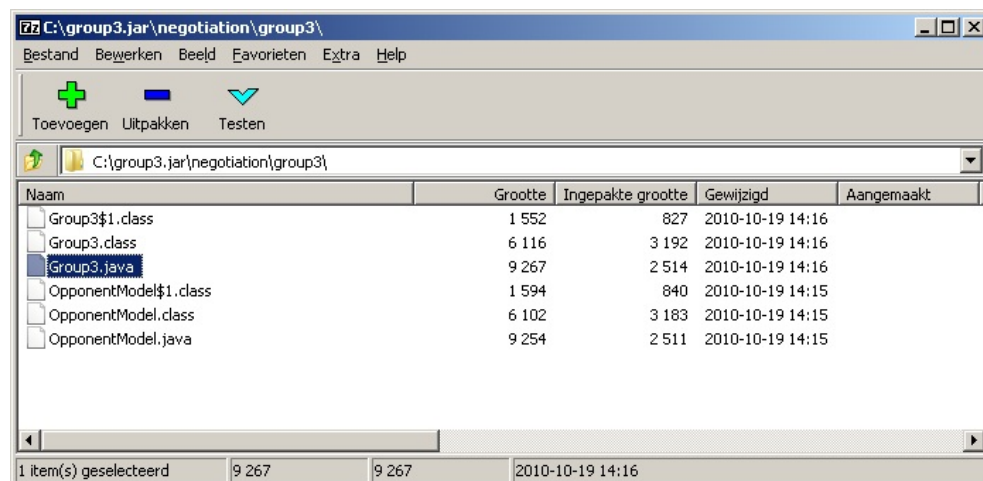 7z C:\group3.jar\negotiation\group3\
Bestand Bewerken Beeld Favorieten Extra Help
Toevoegen Uitpakken Testen
C:\group3.jar\negotiation\group3\
Naam Grootte Ingepakte grootte Gewijzigd Aangemaakt
Group3$1.class 1 552 827 2010-10-19 14:16
Group3.class 6 116 3 192 2010-10-19 14:16
Group3.java 9 267 2 514 2010-10-19 14:16
OpponentModel$1.class 1 594 840 2010-10-19 14:15
OpponentModel.class 6 102 3 183 2010-10-19 14:15
OpponentModel.java 9 254 2 511 2010-10-19 14:15
1 item(s) geselecteerd 9 267 9 267 2010-10-19 14:16